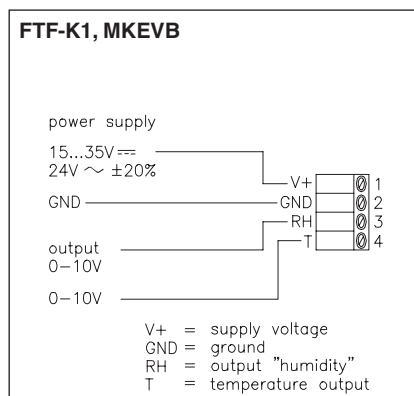 FTF-K1, MKEVB
power supply
15...35V ⎓
24V ~ ±20%
GND
output
0-10V
0-10V
V+ 1
GND 2
RH 3
T 4
V+ = supply voltage
GND = ground
RH = output "humidity"
T = temperature output